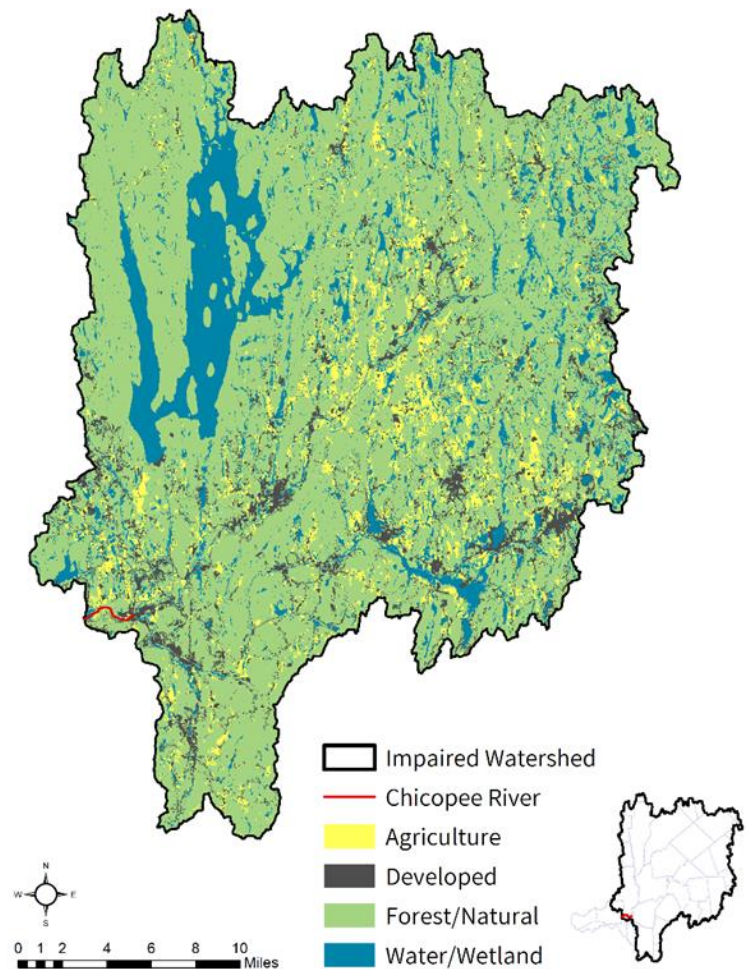 Impaired Watershed
Chicopee River
Agriculture
Developed
Forest/Natural
Water/Wetland
N
W E
S
0 1 2 4 6 8 10
Miles